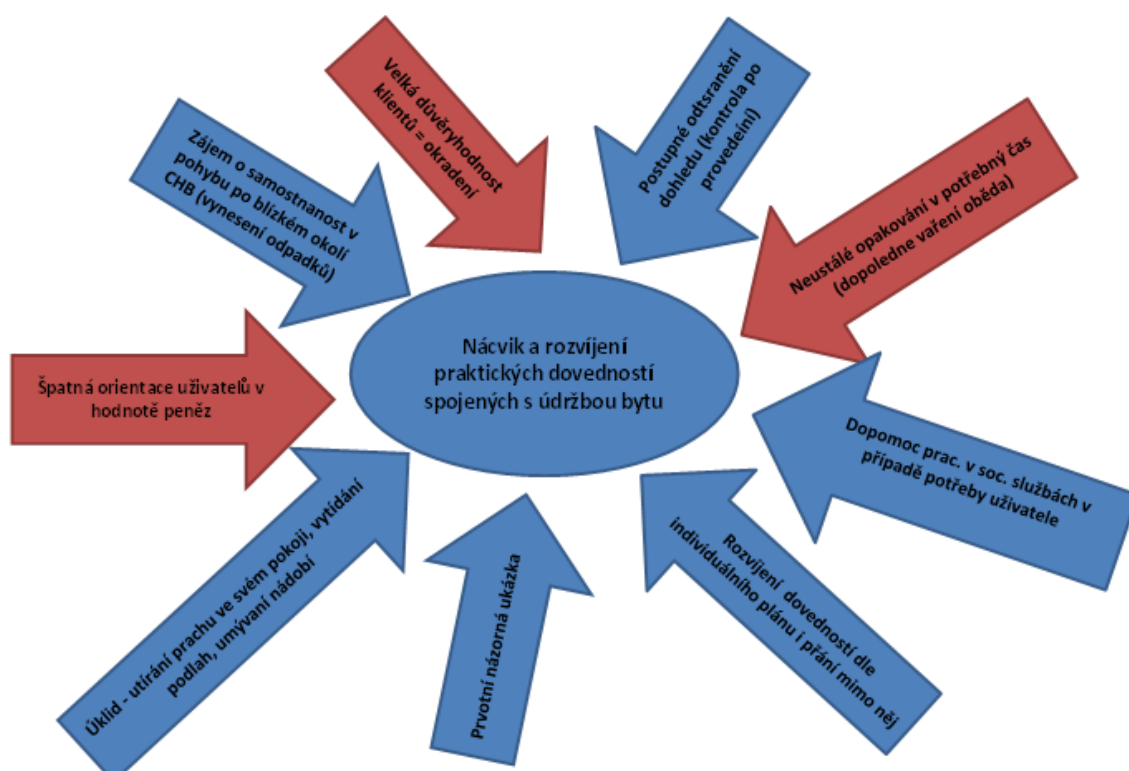 Velká důvěryhodnost
klientů = okradení
Postupné odtsranění
dohledu (kontrola po
provedeíní)
Zájem o samostnanost v
pohybu po blízkém okolí
CHB (vynesení odpadků)
Neustálé opakování v potřebný čas
(dopoledne vaření oběda)
Nácvik a rozvíjení
praktických dovedností
spojených s údržbou bytu
Špatná orientace uživatelů v
hodnotě peněz
Dopomoc prac. v soc. službách v
případě potřeby uživatele
Úklid - utírání prachu ve svém pokoji, vytídání
podlah, umývaní nádobí
Prvotní názorná ukázka
Rozvíjení dovedností dle
individuálního plánu i přání mimo něj